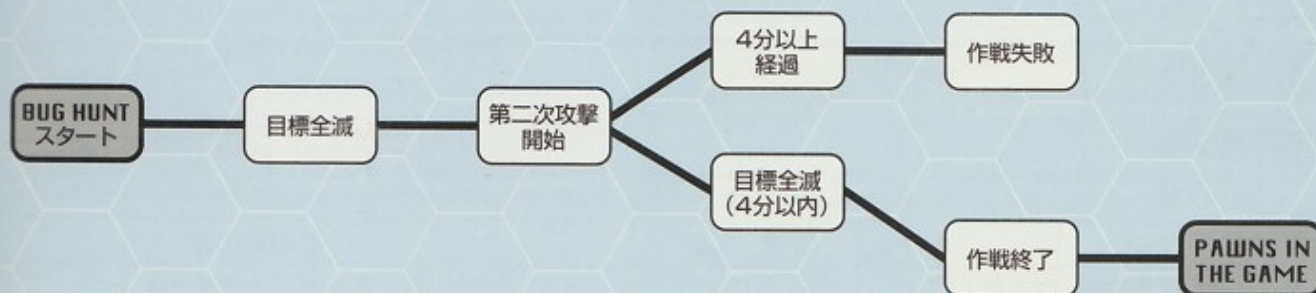 BUG HUNT
スタート
目標全滅
第二次攻撃
開始
4分以上
経過
作戦失敗
目標全滅
(4分以内)
作戦終了
PAWNS IN
THE GAME